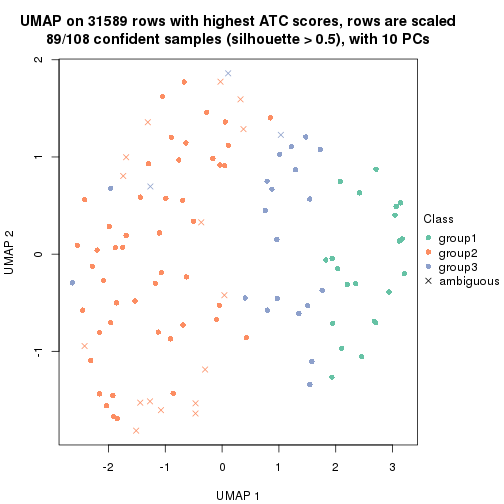 UMAP on 31589 rows with highest ATC scores, rows are scaled
89/108 confident samples (silhouette > 0.5), with 10 PCs
2
1
0
-1
UMAP 2
-2
-1
0
1
2
3
UMAP 1
Class
group1
group2
group3
ambiguous